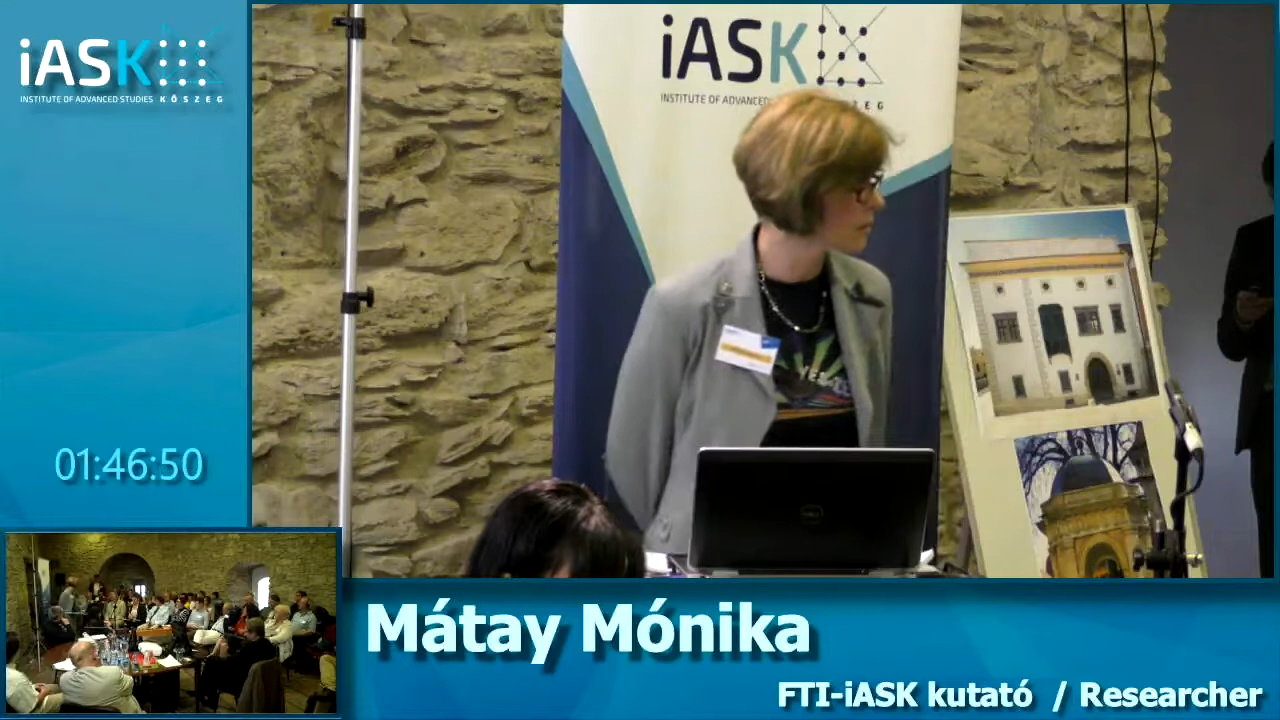 iASK
INSTITUTE OF ADVANCED STUDIES KŐSZEG
iASK
INSTITUTE OF ADVANCED
01:46:50
DELL
Mátay Mónika
FTI-iASK kutató / Researcher